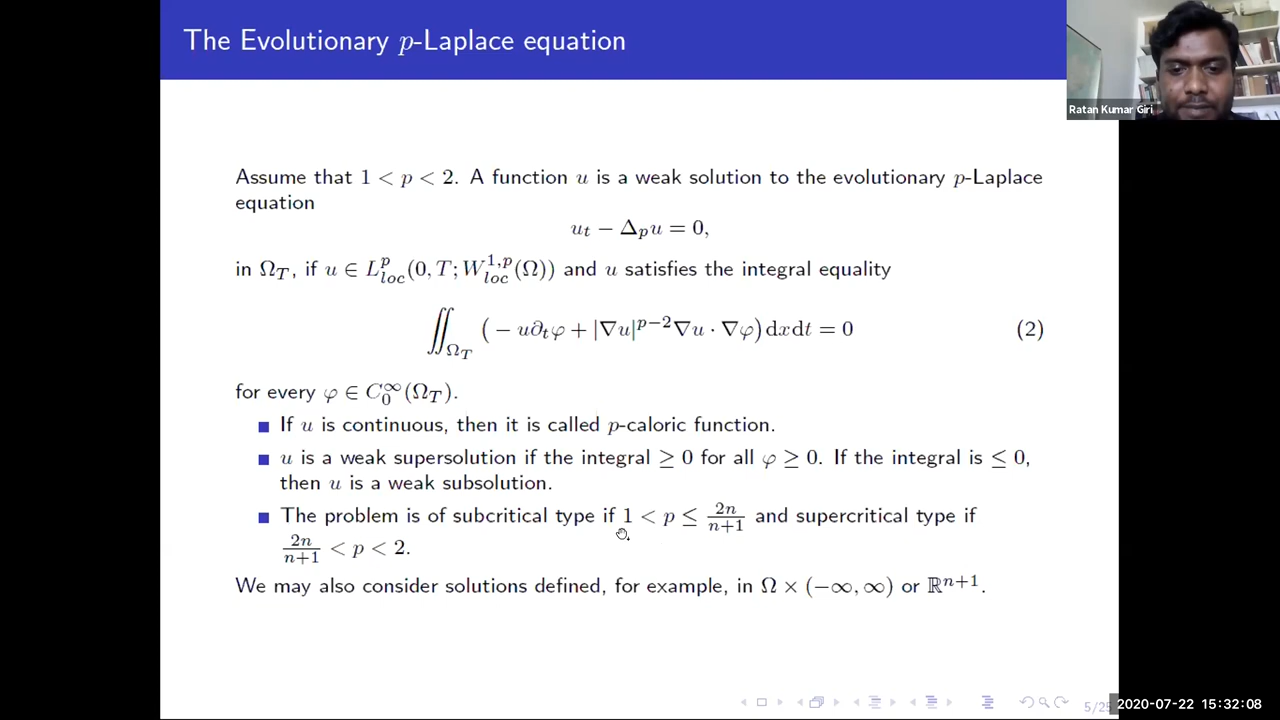 The Evolutionary p-Laplace equation
Ratan Kumar Giri
Assume that 1 < p < 2. A function u is a weak solution to the evolutionary p-Laplace
equation
u_t − Δ_p u = 0,
in Ω_T, if u ∈ L^p_{loc}(0, T; W^{1,p}_{loc}(Ω)) and u satisfies the integral equality
∬_{Ω_T} (− u∂_tφ + |∇u|^{p−2}∇u · ∇φ)dxdt = 0 (2)
for every φ ∈ C_0^∞(Ω_T).
If u is continuous, then it is called p-caloric function.
u is a weak supersolution if the integral ≥ 0 for all φ ≥ 0. If the integral is ≤ 0,
then u is a weak subsolution.
The problem is of subcritical type if 1 < p ≤ 2n/(n+1) and supercritical type if
2n/(n+1) < p < 2.
We may also consider solutions defined, for example, in Ω × (−∞, ∞) or ℝ^{n+1}.
2020-07-22 15:32:08